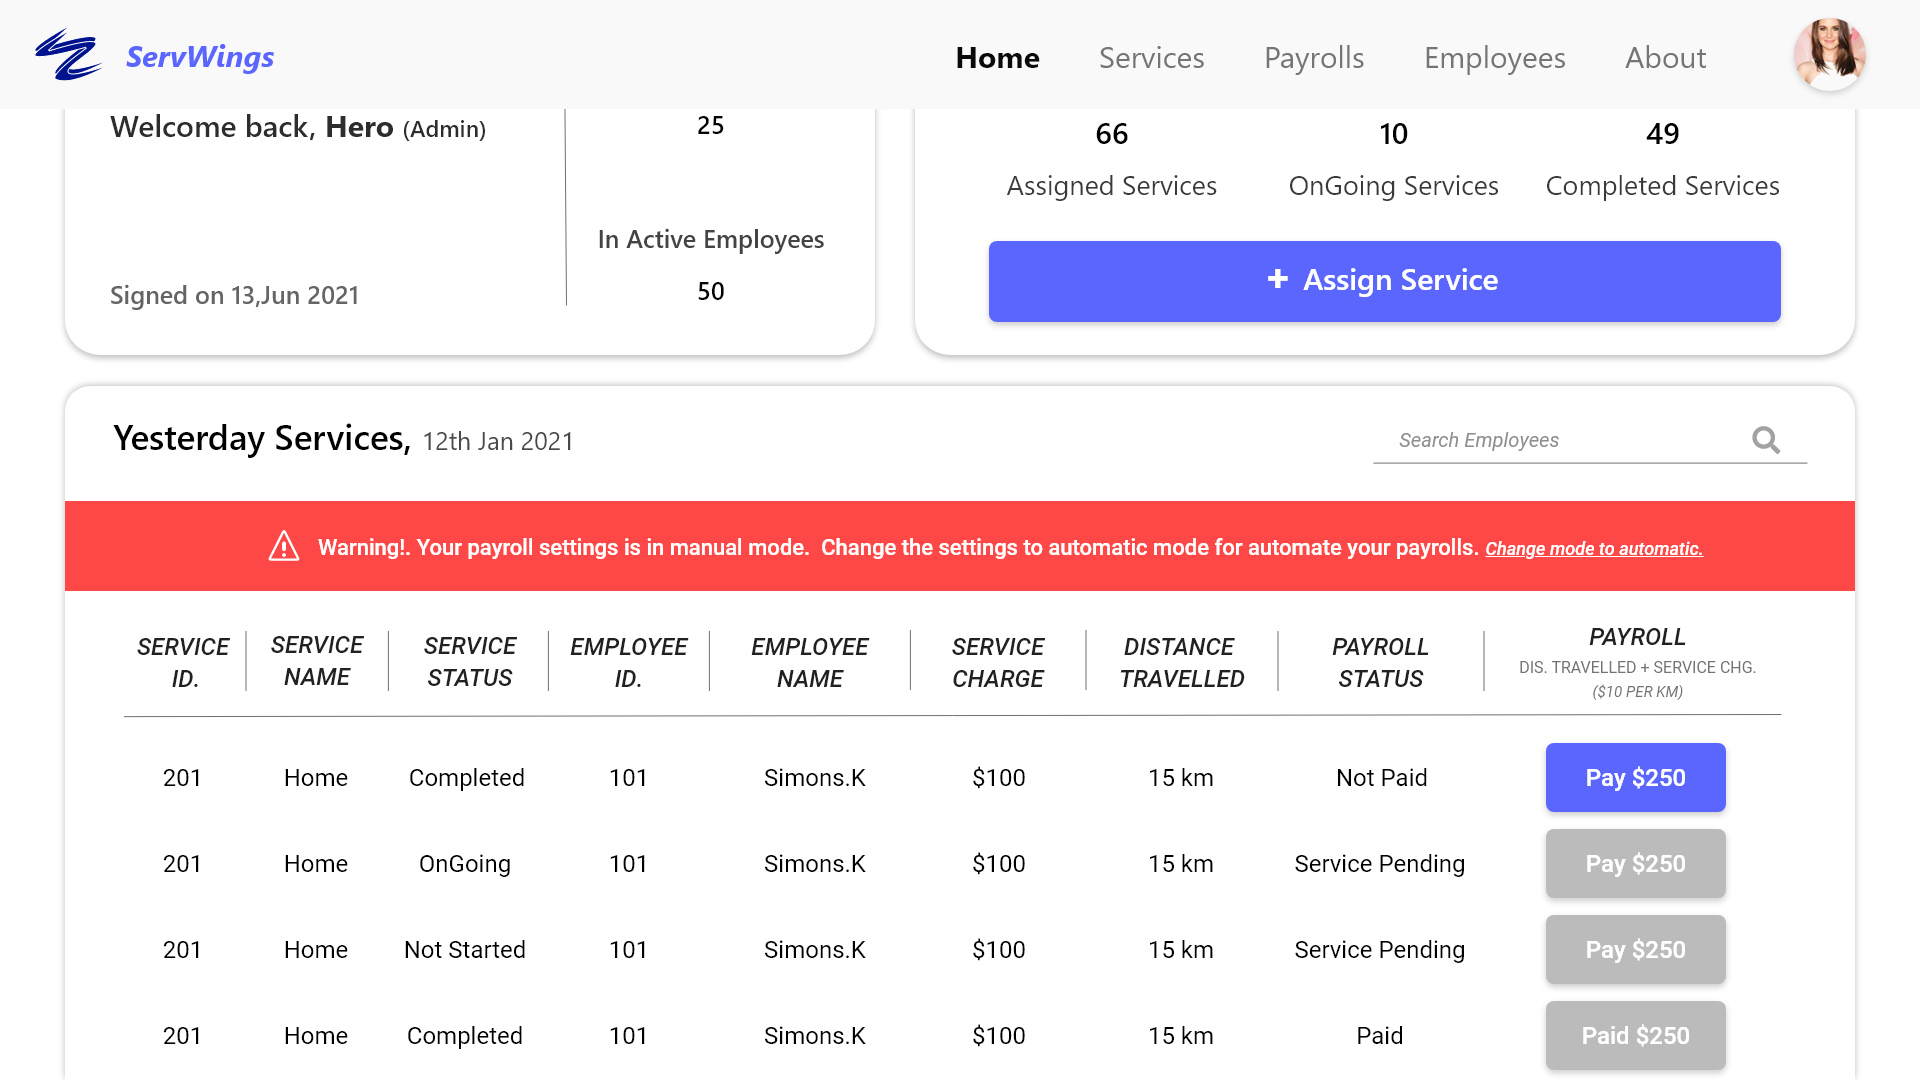 ServWings
Home
Services
Payrolls
Employees
About
Welcome back, Hero (Admin)
25
In Active Employees
50
Signed on 13,Jun 2021
66
10
49
Assigned Services
OnGoing Services
Completed Services
+ Assign Service
Yesterday Services, 12th Jan 2021
Search Employees
Warning!. Your payroll settings is in manual mode. Change the settings to automatic mode for automate your payrolls. Change mode to automatic.
SERVICE ID.
SERVICE NAME
SERVICE STATUS
EMPLOYEE ID.
EMPLOYEE NAME
SERVICE CHARGE
DISTANCE TRAVELLED
PAYROLL STATUS
PAYROLL
DIS. TRAVELLED + SERVICE CHG.
($10 PER KM)
201 Home Completed 101 Simons.K $100 15 km Not Paid Pay $250
201 Home OnGoing 101 Simons.K $100 15 km Service Pending Pay $250
201 Home Not Started 101 Simons.K $100 15 km Service Pending Pay $250
201 Home Completed 101 Simons.K $100 15 km Paid Paid $250